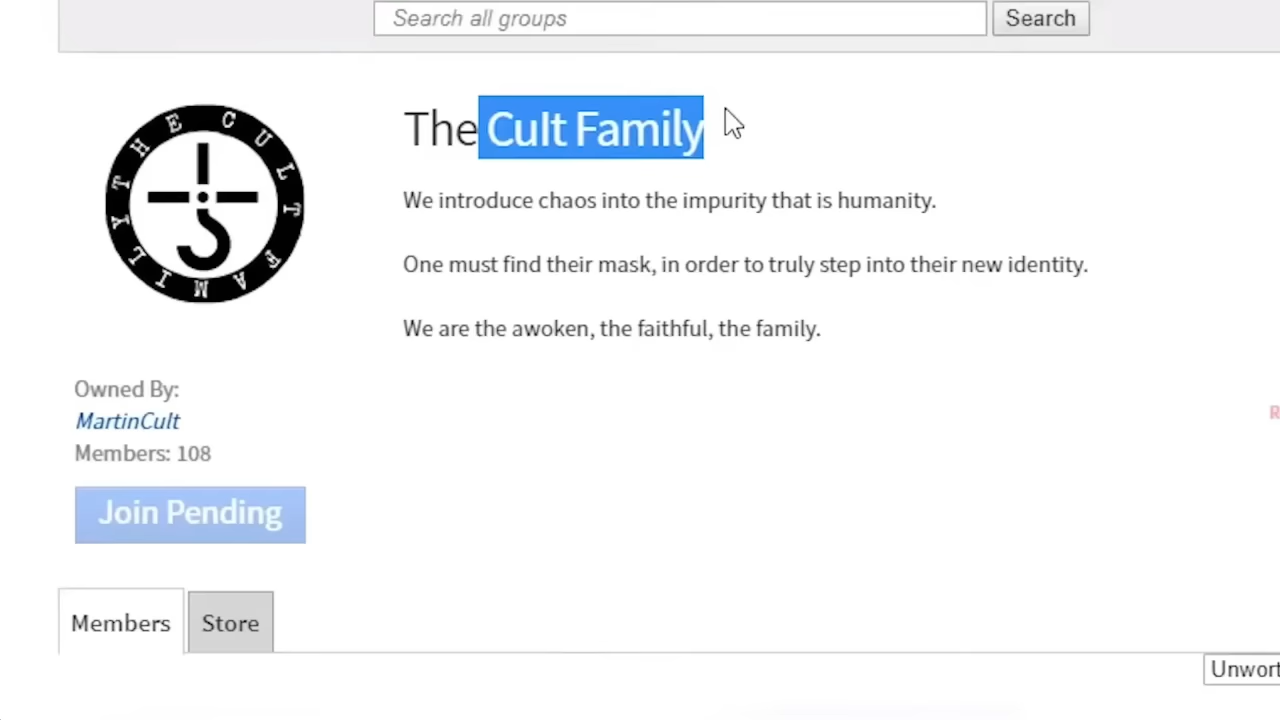 Search all groups
Search
THE CULT FAMILY
The Cult Family
We introduce chaos into the impurity that is humanity.
One must find their mask, in order to truly step into their new identity.
We are the awoken, the faithful, the family.
Owned By:
MartinCult
Members: 108
Join Pending
Members
Store